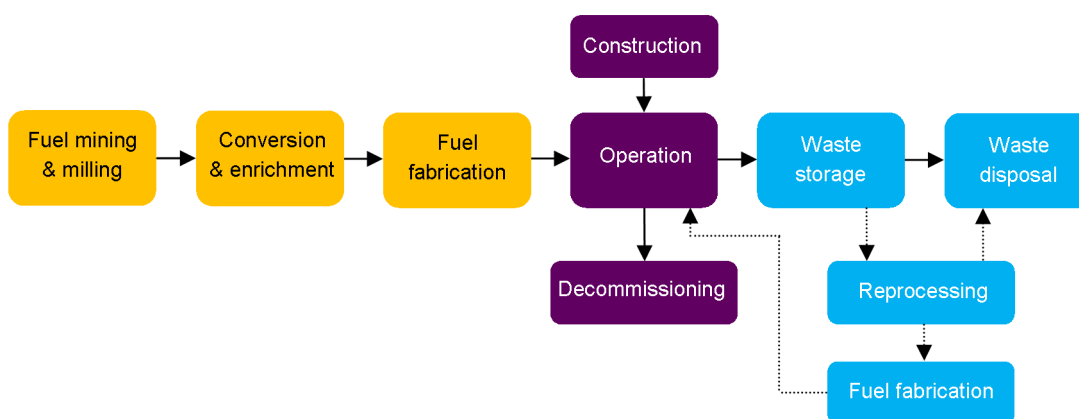 Construction
Fuel mining
& milling
Conversion
& enrichment
Fuel
fabrication
Operation
Waste
storage
Waste
disposal
Decommissioning
Reprocessing
Fuel fabrication